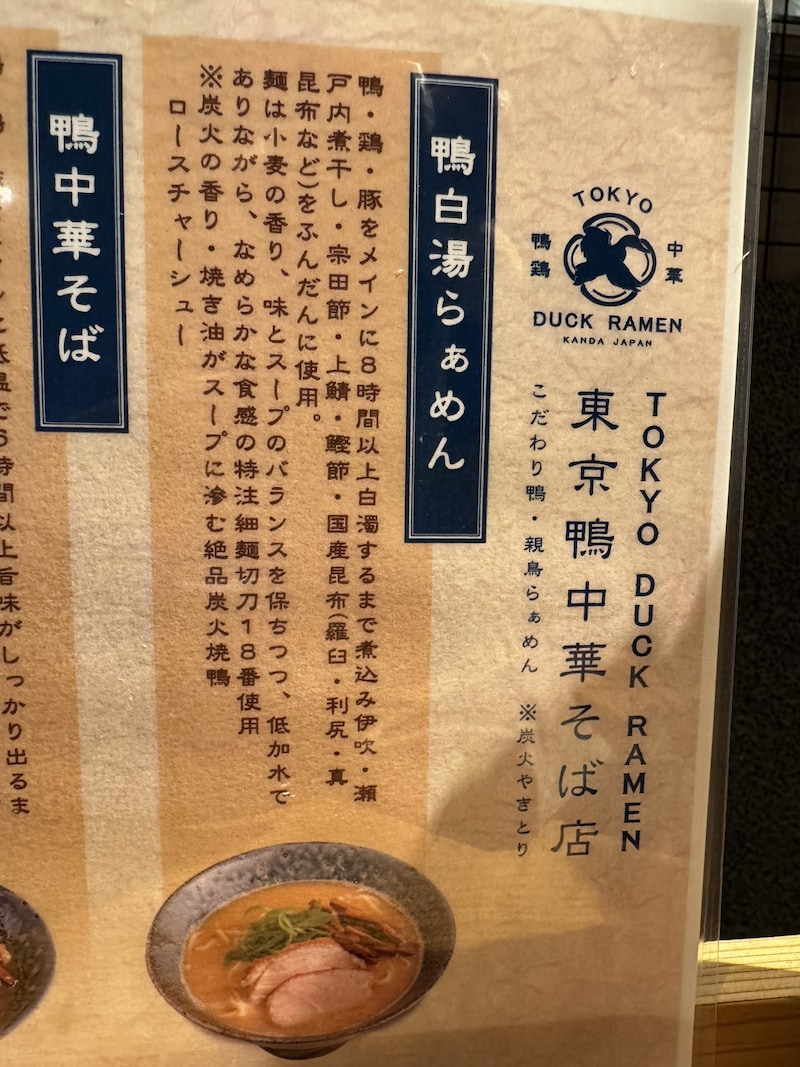 TOKYO
鴨鶏
中華
DUCK RAMEN
KANDA JAPAN
TOKYO DUCK RAMEN
東京鴨中華そば店
こだわり鴨・親鳥らぁめん ※炭火やきとり
鴨白湯らぁめん
鴨・鶏・豚をメインに8時間以上白濁するまで煮込み伊吹・瀬
戸内煮干し・宗田節・上鯖・鰹節・国産昆布(羅臼・利尻・真
昆布など)をふんだんに使用。
麺は小麦の香り、味とスープのバランスを保ちつつ、低加水で
ありながら、なめらかな食感の特注細麺切刀18番使用
※炭火の香り・焼き油がスープに滲む絶品炭火焼鴨
ロースチャーシュー
鴨中華そば
低温で6時間以上旨味がしっかり出るま